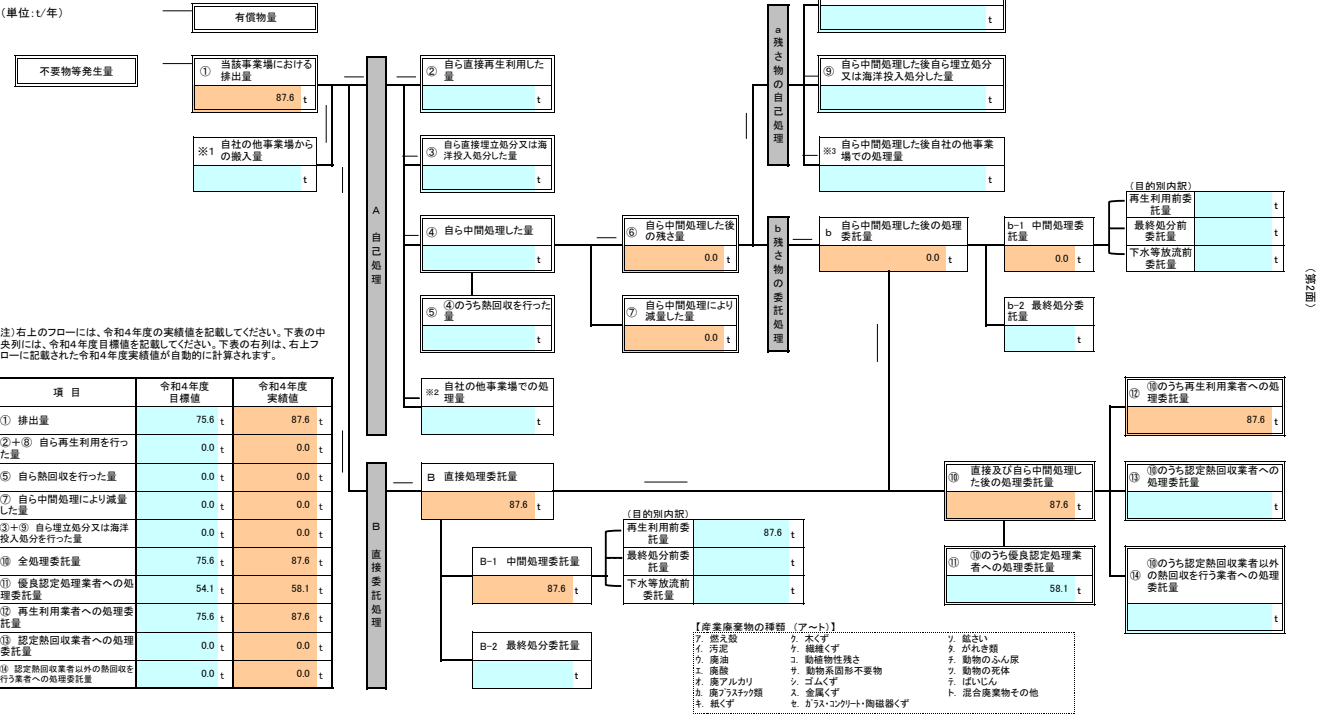 (単位:t/年)
有償物量
t
不要物等発生量
① 当該事業場における
排出量
87.6 t
※1 自社の他事業場から
の搬入量
t
A
自
己
処
理
② 自ら直接再生利用した
量
t
③ 自ら直接埋立処分又は海
洋投入処分した量
t
④ 自ら中間処理した量
t
⑤ ④のうち熱回収を行った
量
t
※2 自社の他事業場での処
理量
t
⑥ 自ら中間処理した後
の残さ量
0.0 t
⑦ 自ら中間処理により
減量した量
0.0 t
a
残
さ
物
の
自
己
処
理
⑨ 自ら中間処理した後自ら埋立処分
又は海洋投入処分した量
t
※3 自ら中間処理した後自社の他事業
場での処理量
t
b
残
さ
物
の
委
託
処
理
b 自ら中間処理した後の処理
委託量
0.0 t
b-1 中間処理委
託量
0.0 t
b-2 最終処分委
託量
t
(目的別内訳)
再生利用前委
託量 t
最終処分前
委託量 t
下水等放流前
委託量 t
(第2面)
注)右上のフローには、令和4年度の実績値を記載してください。下表の中
央列には、令和4年度目標値を記載してください。下表の右列は、右上フ
ローに記載された令和4年度実績値が自動的に計算されます。
項 目 令和4年度 目標値 令和4年度 実績値
① 排出量 75.6 t 87.6 t
②+⑧ 自ら再生利用を行っ
た量 0.0 t 0.0 t
⑤ 自ら熱回収を行った量 0.0 t 0.0 t
⑦ 自ら中間処理により減量
した量 0.0 t 0.0 t
③+⑨ 自ら埋立処分又は海洋
投入処分を行った量 0.0 t 0.0 t
⑩ 全処理委託量 75.6 t 87.6 t
⑪ 優良認定処理業者への処
理委託量 54.1 t 58.1 t
⑫ 再生利用業者への処理委
託量 75.6 t 87.6 t
⑬ 認定熱回収業者への処理
委託量 0.0 t 0.0 t
⑭ 認定熱回収業者以外の熱回収を
行う業者への処理委託量 0.0 t 0.0 t
B
直
接
委
託
処
理
B 直接処理委託量
87.6 t
B-1 中間処理委託量
87.6 t
B-2 最終処分委託量
t
(目的別内訳)
再生利用前委
託量 87.6 t
最終処分前委
託量 t
下水等放流前
委託量 t
⑩ 直接及び自ら中間処理し
た後の処理委託量
87.6 t
⑪ ⑩のうち優良認定処理業
者への処理委託量
58.1 t
⑫ ⑩のうち再生利用業者への処
理委託量
87.6 t
⑬ ⑩のうち認定熱回収業者への
処理委託量
t
⑭ ⑩のうち認定熱回収業者以外
の熱回収を行う業者への処理
委託量
t
【産業廃棄物の種類 (ア~ト)】
ア. 燃え殻 ク. 木くず ソ. 鉱さい
イ. 汚泥 ケ. 繊維くず タ. がれき類
ウ. 廃油 コ. 動植物性残さ チ. 動物のふん尿
エ. 廃酸 サ. 動物系固形不要物 ツ. 動物の死体
オ. 廃アルカリ シ. ゴムくず テ. ばいじん
カ. 廃プラスチック類 ス. 金属くず ト. 混合廃棄物その他
キ. 紙くず セ. ガラス・コンクリート・陶磁器くず